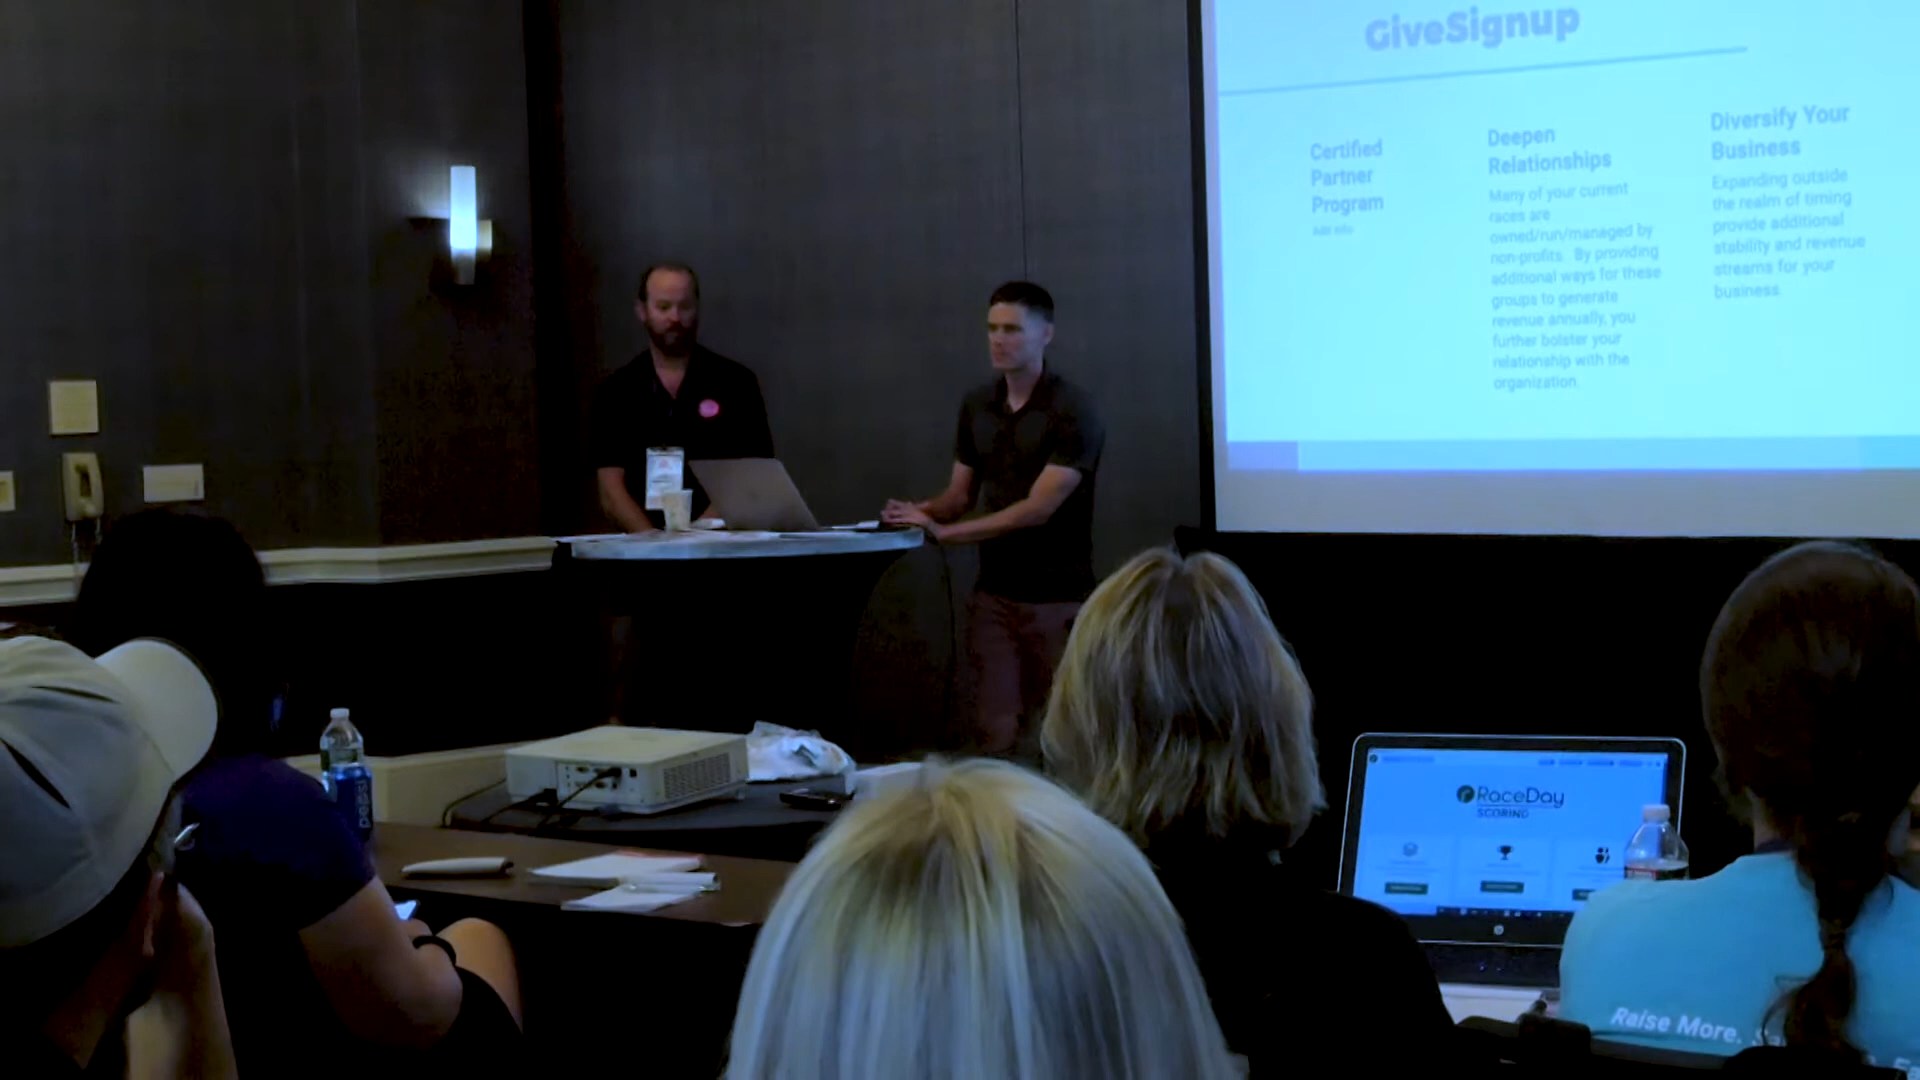 GiveSignup
Certified
Partner
Program
Add info
Deepen
Relationships
Many of your current
races are
owned/run/managed by
non-profits. By providing
additional ways for these
groups to generate
revenue annually, you
further bolster your
relationship with the
organization.
Diversify Your
Business
Expanding outside
the realm of timing
provide additional
stability and revenue
streams for your
business.
pepsi
RaceDay
SCORING
Raise More.